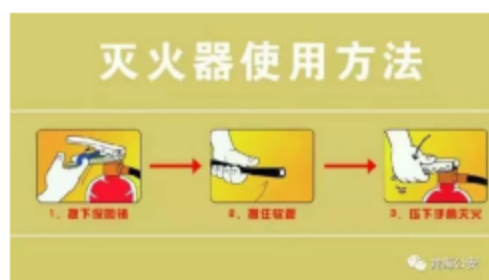 灭火器使用方法
1、拔下保险销
2、握住软管
3、压下手柄灭火